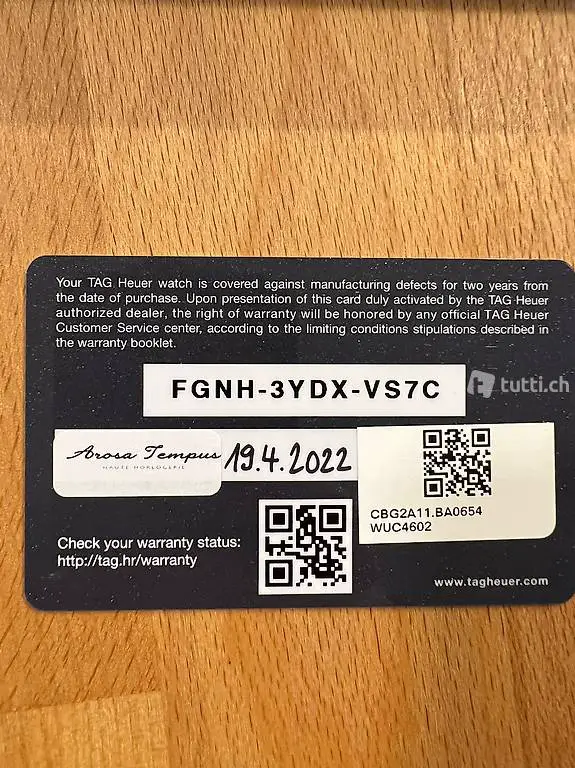 Your TAG Heuer watch is covered against manufacturing defects for two years from
the date of purchase. Upon presentation of this card duly activated by the TAG Heuer
authorized dealer, the right of warranty will be honored by any official TAG Heuer
Customer Service center, according to the limiting conditions stipulations described in
the warranty booklet.
tutti.ch
FGNH-3YDX-VS7C
Arosa Tempus
HAUTE HORLOGERIE
19.4.2022
CBG2A11.BA0654
WUC4602
Check your warranty status:
http://tag.hr/warranty
www.tagheuer.com